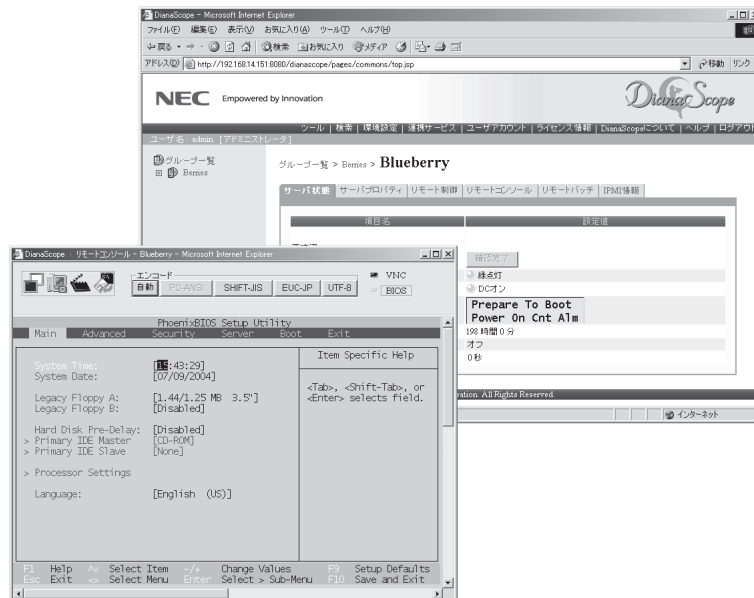 DianaScope - Microsoft Internet Explorer
ファイル(F) 編集(E) 表示(V) お気に入り(A) ツール(T) ヘルプ(H)
戻る 検索 お気に入り メディア
アドレス(D) http://192.168.14.151:8080/dianascope/pages/commons/top.jsp 移動 リンク
NEC Empowered by Innovation
DianaScope
ツール | 検索 | 環境設定 | 連携サービス | ユーザアカウント | ライセンス情報 | DianaScopeについて | ヘルプ | ログアウト
ユーザ名 admin [アドミニストレータ]
グループ一覧
Berries
グループ一覧 > Berries > Blueberry
サーバ状態 サーバプロパティ リモート制御 リモートコンソール リモートバッチ IPMI情報
項目名 設定値
確認完了
緑点灯
DCオン
Prepare To Boot
Power On Cnt Alm
198 時間 0 分
オフ
0 秒
ration. All Rights Reserved.
インターネット
DianaScope : リモートコンソール - Blueberry - Microsoft Internet Explorer
エンコード
自動 PC-ANSI SHIFT-JIS EUC-JP UTF-8
VNC
BIOS
PhoenixBIOS Setup Utility
Main Advanced Security Server Boot Exit
Item Specific Help
System Time: [15:43:29]
System Date: [07/09/2004]
<Tab>, <Shift-Tab>, or
<Enter> selects field.
Legacy Floppy A: [1.44/1.25 MB 3.5"]
Legacy Floppy B: [Disabled]
Hard Disk Pre-Delay: [Disabled]
> Primary IDE Master [CD-ROM]
> Primary IDE Slave [None]
> Processor Settings
Language: [English (US)]
F1 Help ^v Select Item -/+ Change Values F9 Setup Defaults
Esc Exit <> Select Menu Enter Select > Sub-Menu F10 Save and Exit